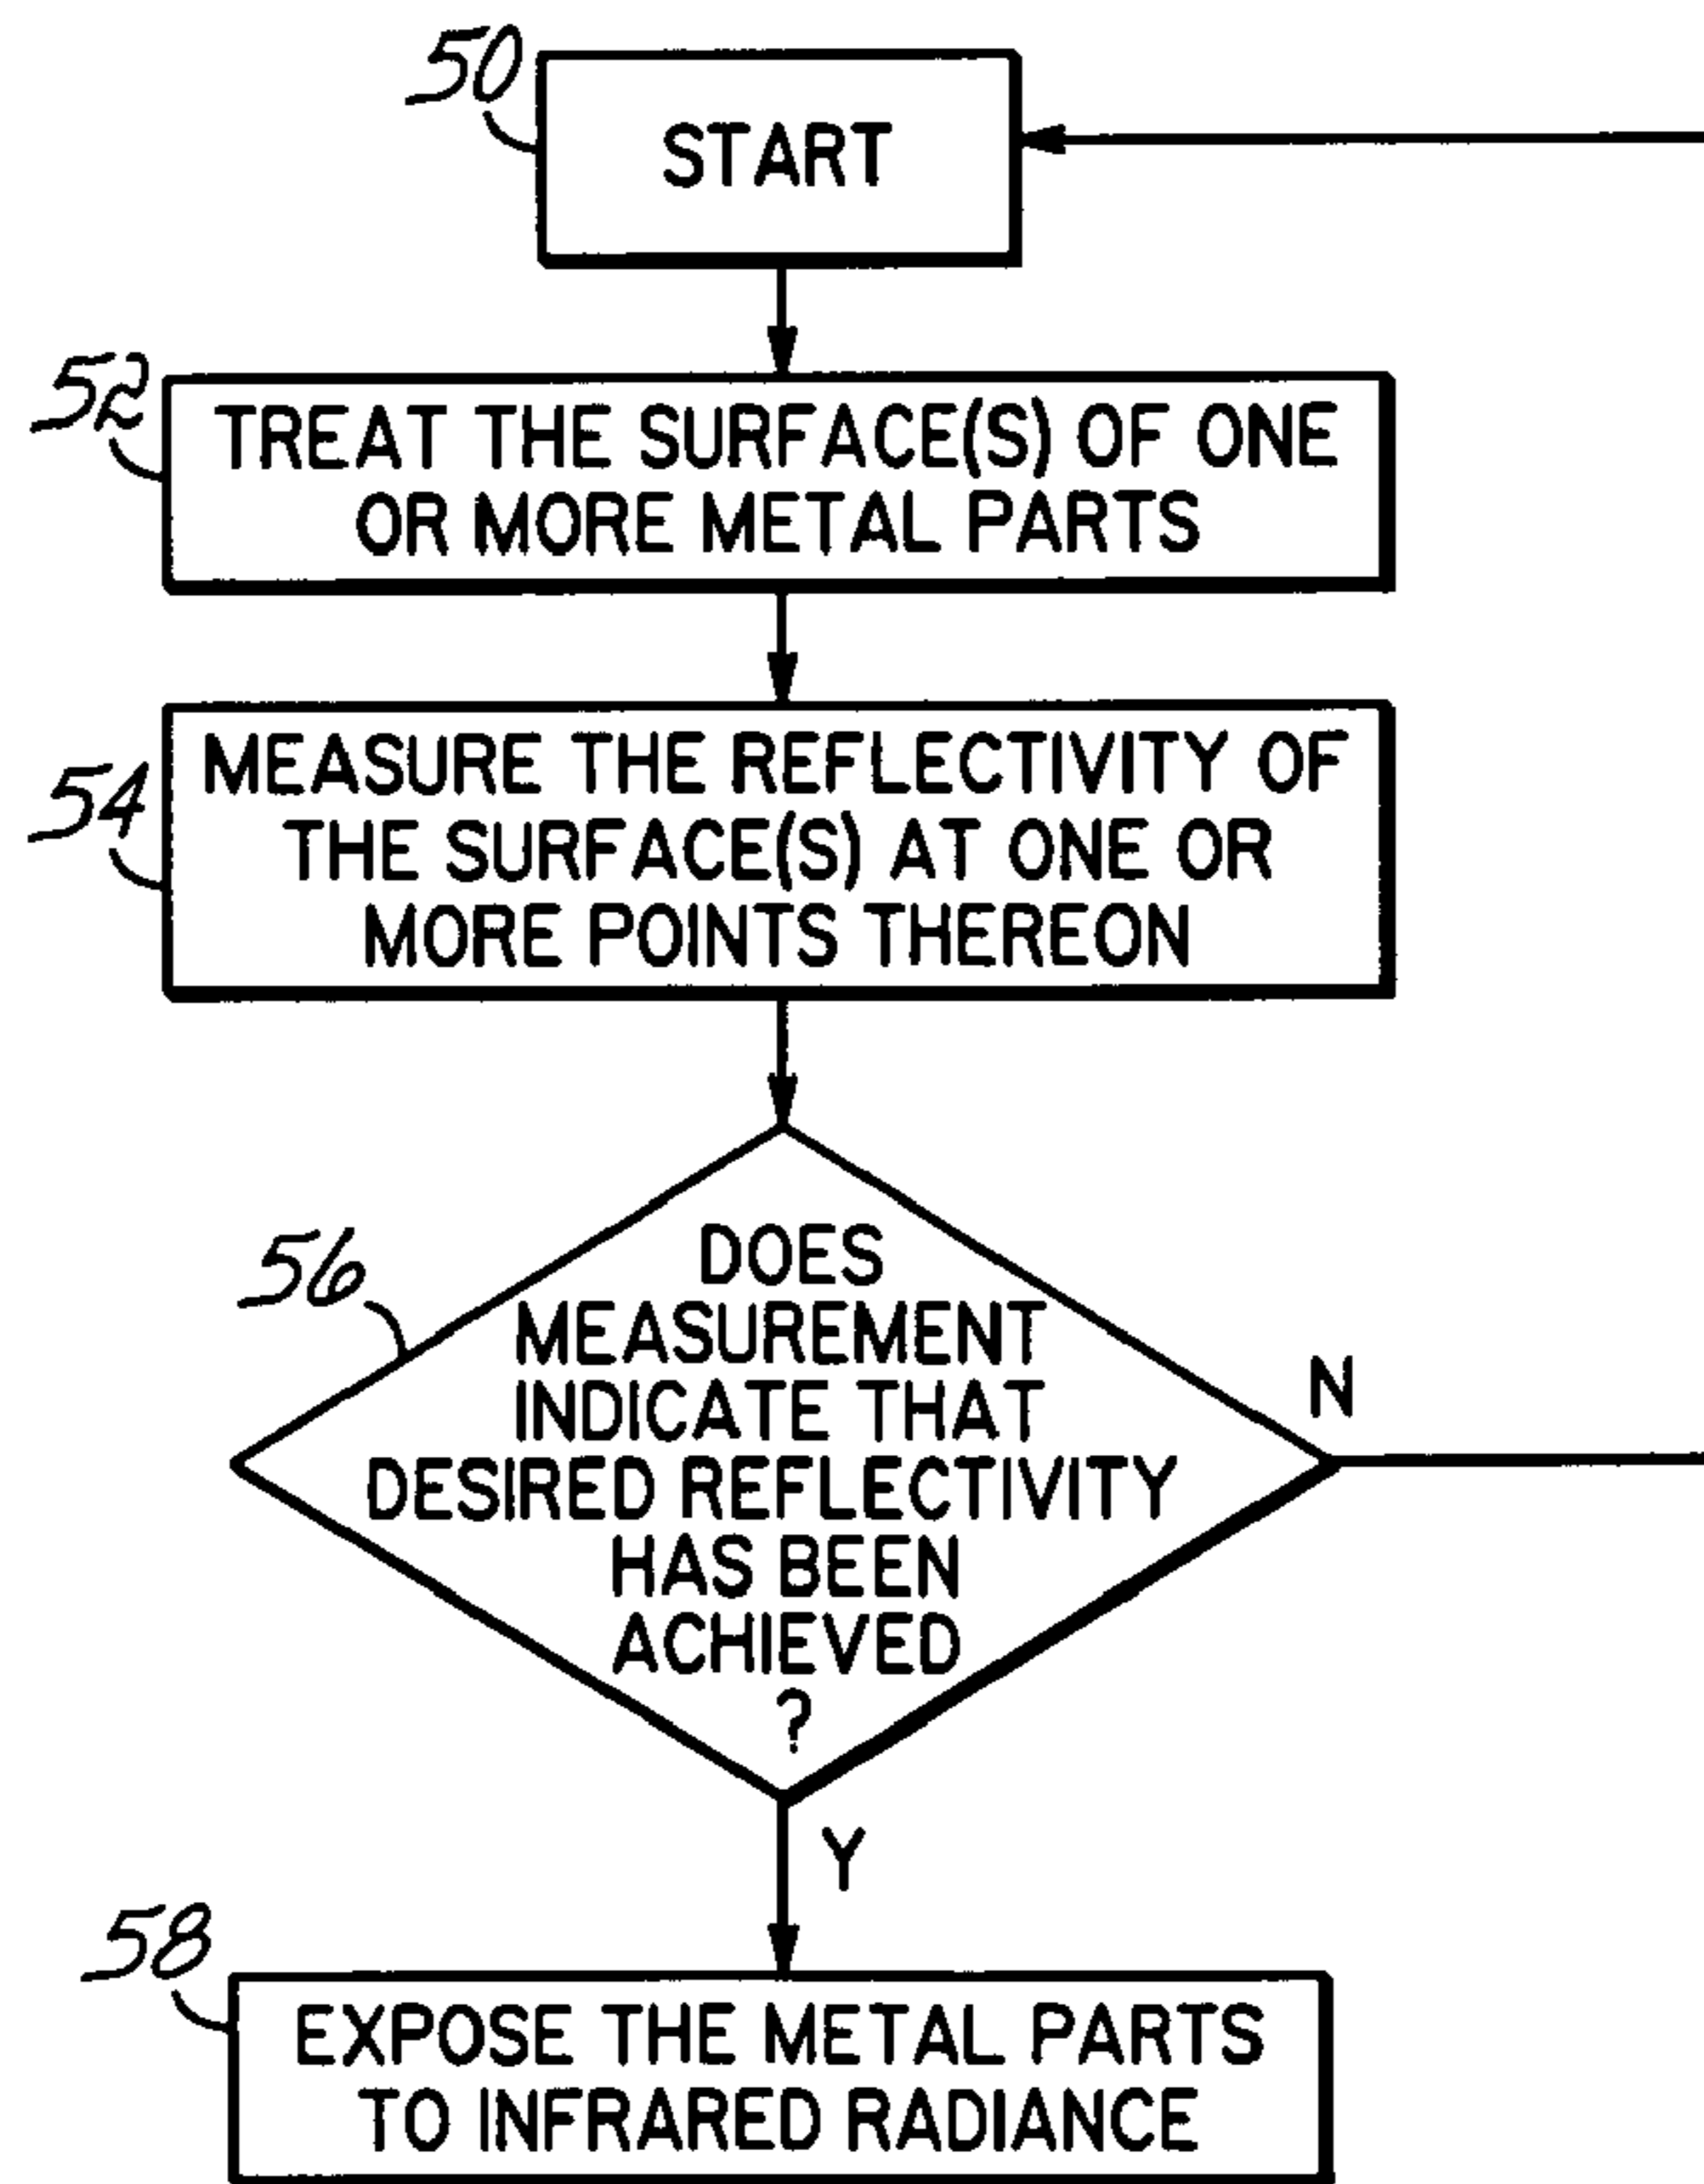 50
START
52
TREAT THE SURFACE(S) OF ONE
OR MORE METAL PARTS
54
MEASURE THE REFLECTIVITY OF
THE SURFACE(S) AT ONE OR
MORE POINTS THEREON
56
DOES
MEASUREMENT
INDICATE THAT
DESIRED REFLECTIVITY
HAS BEEN
ACHIEVED
?
N
Y
58
EXPOSE THE METAL PARTS
TO INFRARED RADIANCE